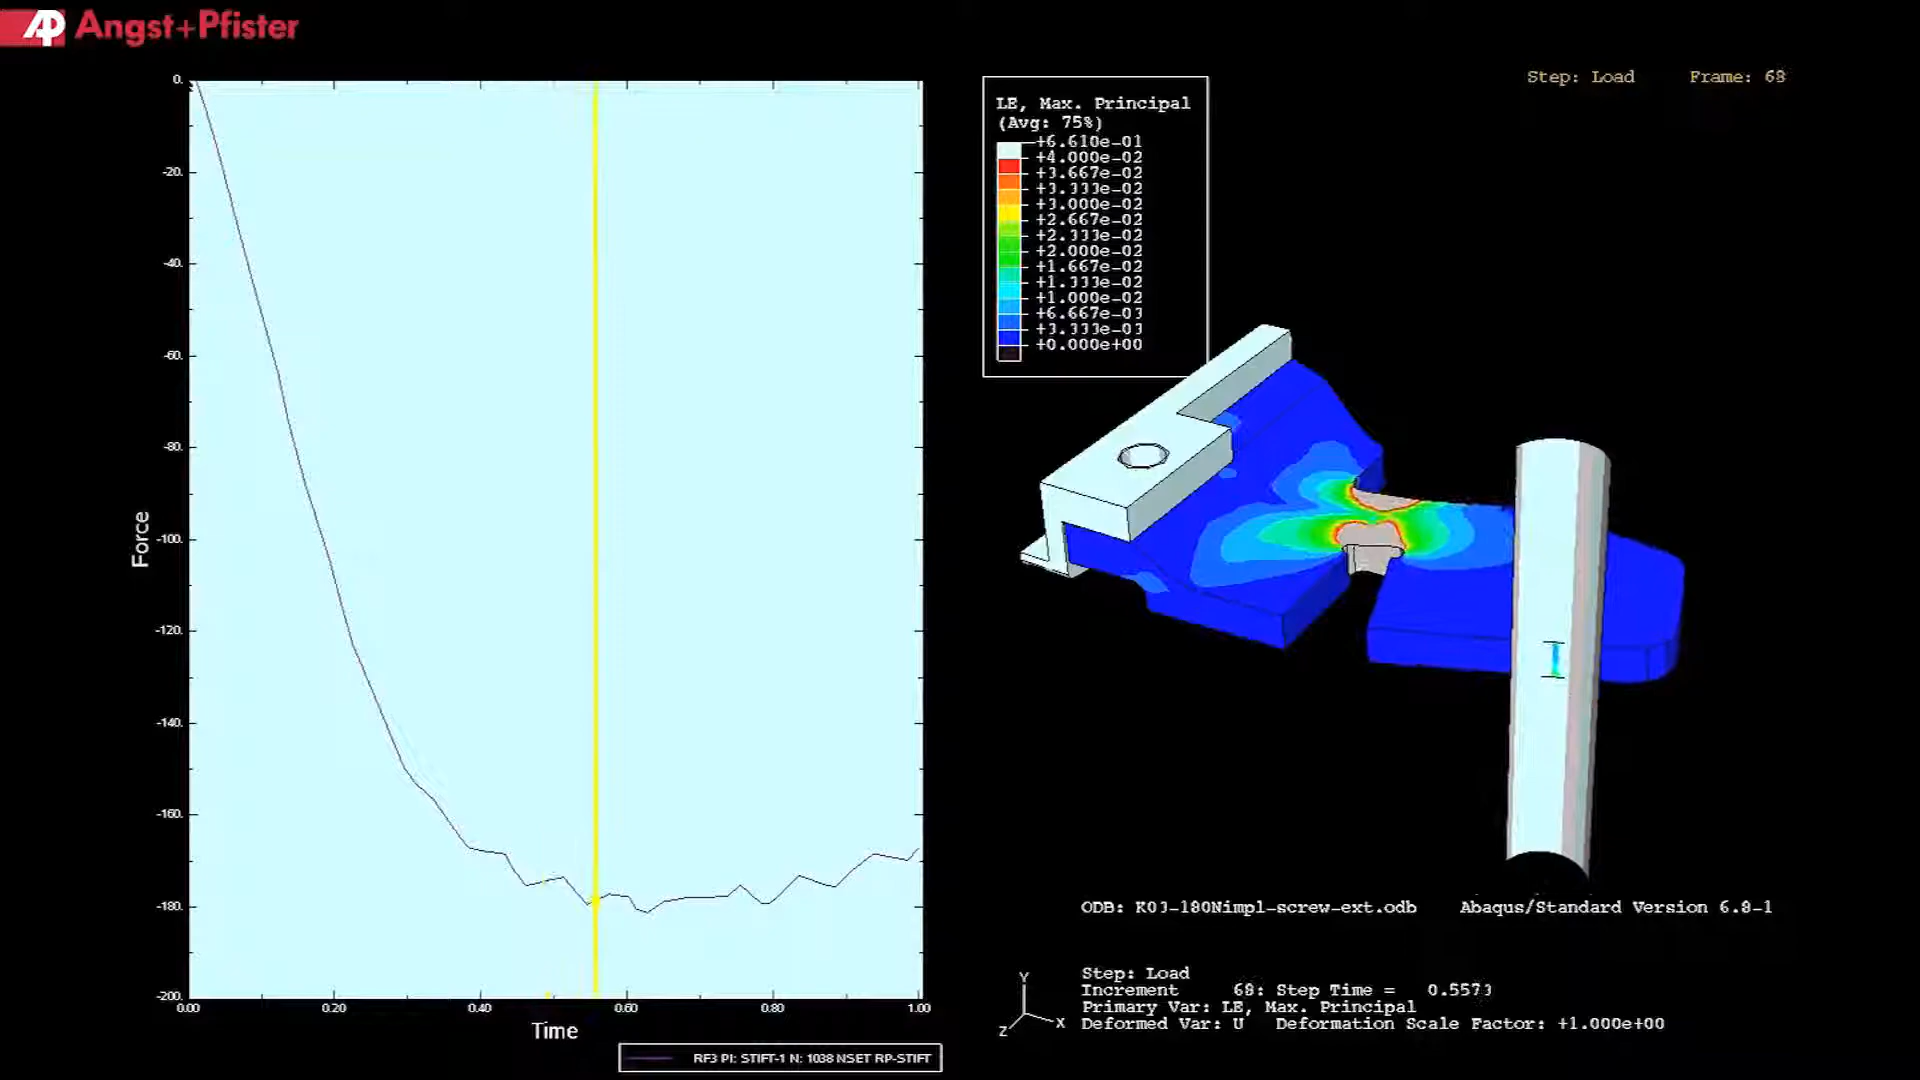 AP Angst+Pfister
Step: Load Frame: 68
LE, Max. Principal
(Avg: 75%)
+6.610e-01
+4.000e-02
+3.667e-02
+3.333e-02
+3.000e-02
+2.667e-02
+2.333e-02
+2.000e-02
+1.667e-02
+1.333e-02
+1.000e-02
+6.667e-03
+3.333e-03
+0.000e+00
0.
-20.
-40.
-60.
-80.
-100.
-120.
-140.
-160.
-180.
-200.
Force
0.00 0.20 0.40 0.60 0.80 1.00
Time
RF3 PI: STIFT-1 N: 1038 NSET RP-STIFT
ODB: K03-180Nimpl-screw-ext.odb Abaqus/Standard Version 6.8-1
Y
Z
X
Step: Load
Increment 68: Step Time = 0.5573
Primary Var: LE, Max. Principal
Deformed Var: U Deformation Scale Factor: +1.000e+00